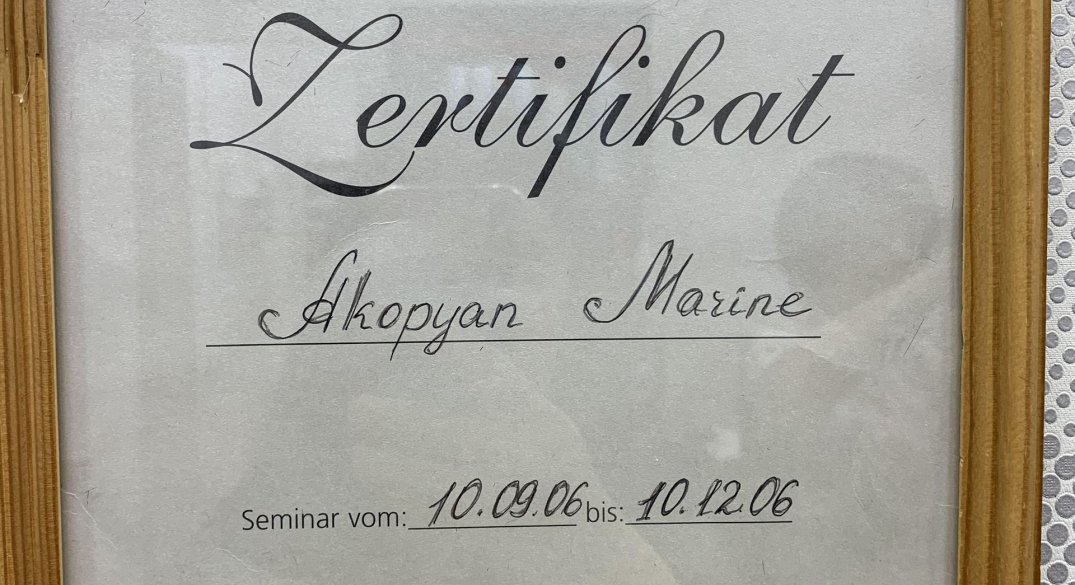 Zertifikat
Akopyan Marine
Seminar vom: 10.09.06 bis: 10.12.06